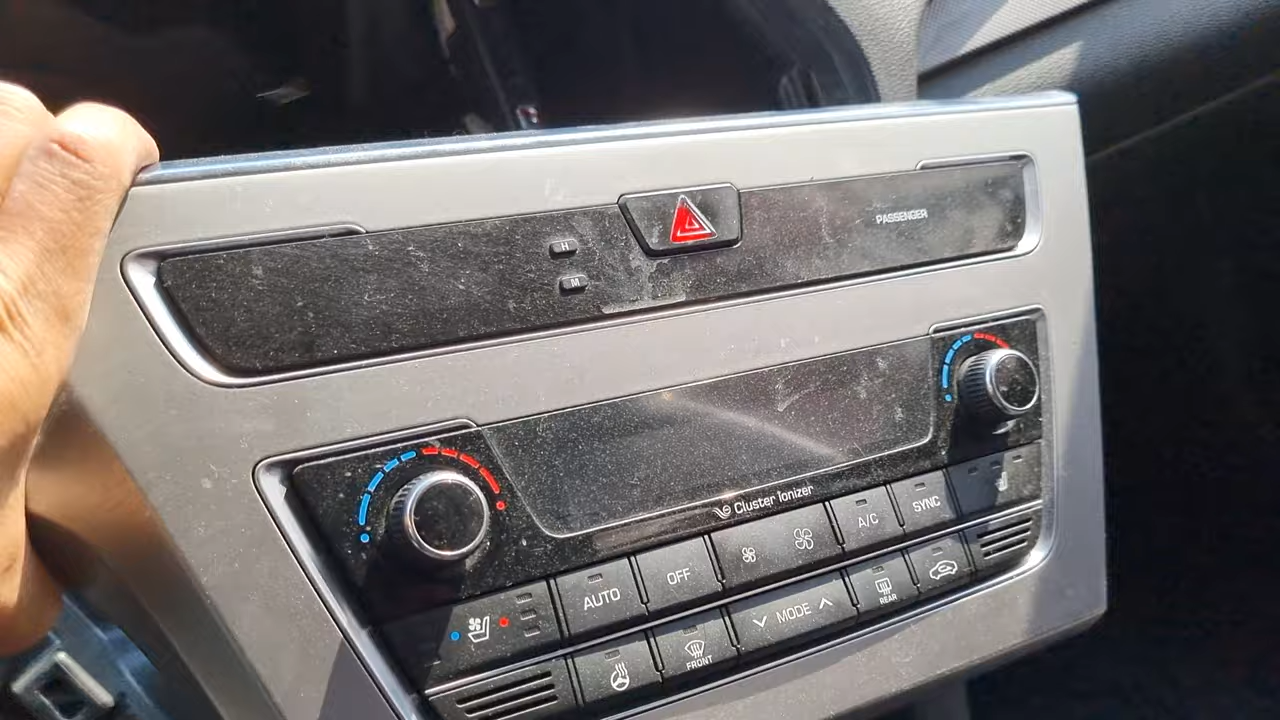 PASSENGER
H
M
Cluster Ionizer
AUTO
OFF
A/C
SYNC
FRONT
MODE
REAR